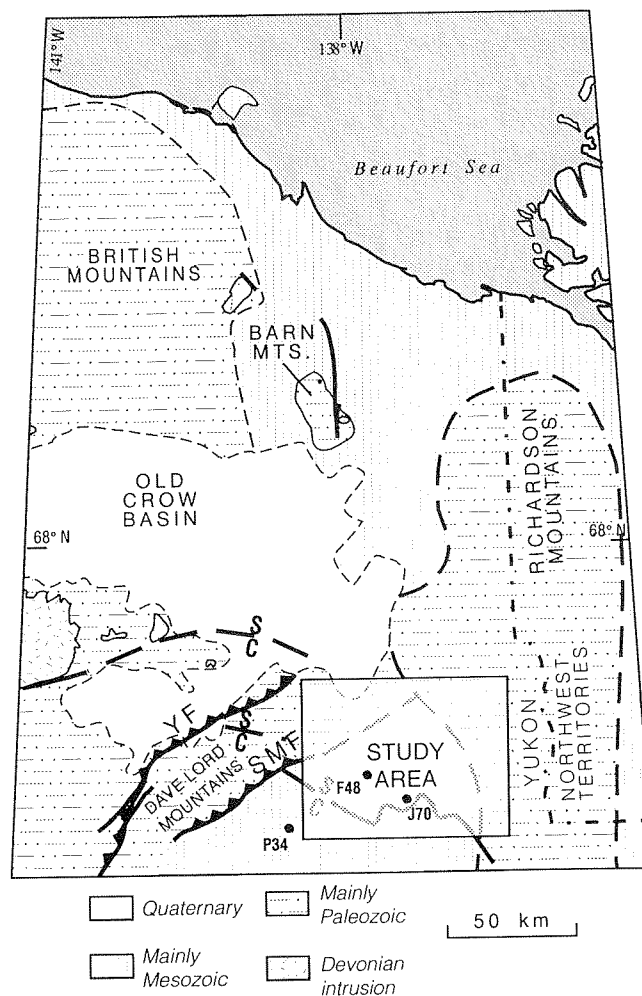 141° W
138° W
Beaufort Sea
BRITISH
MOUNTAINS
BARN
MTS.
RICHARDSON
MOUNTAINS
OLD
CROW
BASIN
68° N
68° N
S
C
S
C
YF
SMF
DAVE LORD
MOUNTAINS
STUDY
AREA
F48
J70
S
C
P34
YUKON
NORTHWEST
TERRITORIES
Quaternary
Mainly
Paleozoic
50 km
Mainly
Mesozoic
Devonian
intrusion